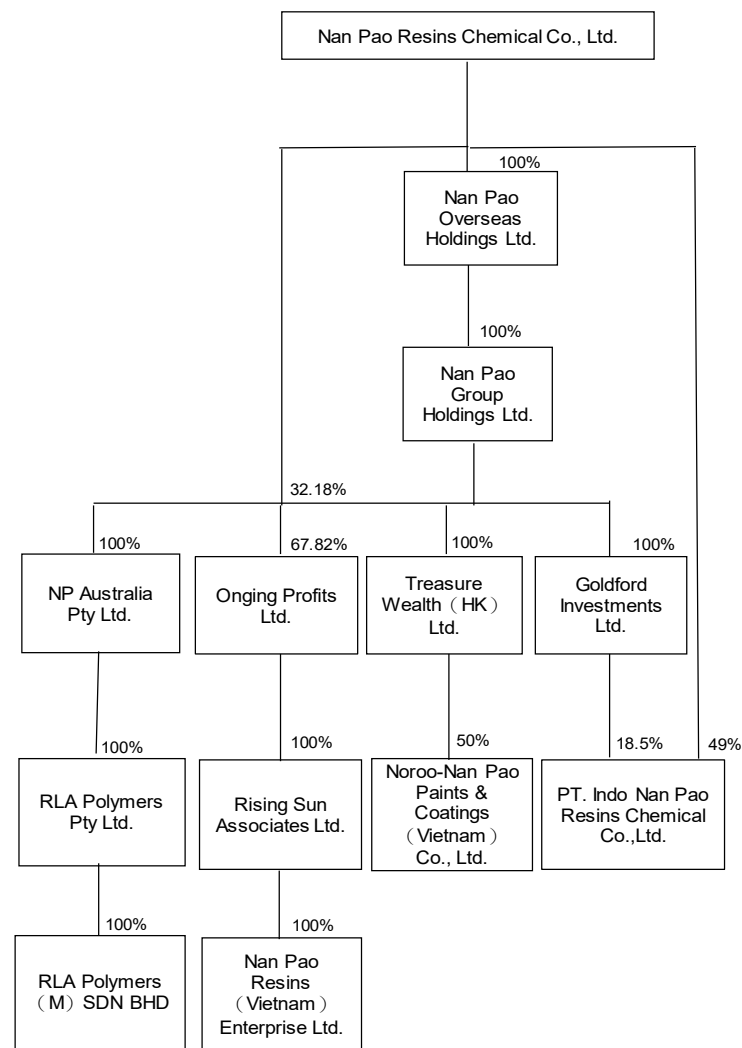 Nan Pao Resins Chemical Co., Ltd.
100%
Nan Pao
Overseas
Holdings Ltd.
100%
Nan Pao
Group
Holdings Ltd.
32.18%
100%
67.82%
100%
100%
NP Australia
Pty Ltd.
Onging Profits
Ltd.
Treasure
Wealth（HK）
Ltd.
Goldford
Investments
Ltd.
100%
100%
50%
18.5%
49%
RLA Polymers
Pty Ltd.
Rising Sun
Associates Ltd.
Noroo-Nan Pao
Paints &
Coatings
（Vietnam）
Co., Ltd.
PT. Indo Nan Pao
Resins Chemical
Co.,Ltd.
100%
100%
RLA Polymers
（M）SDN BHD
Nan Pao
Resins
（Vietnam）
Enterprise Ltd.